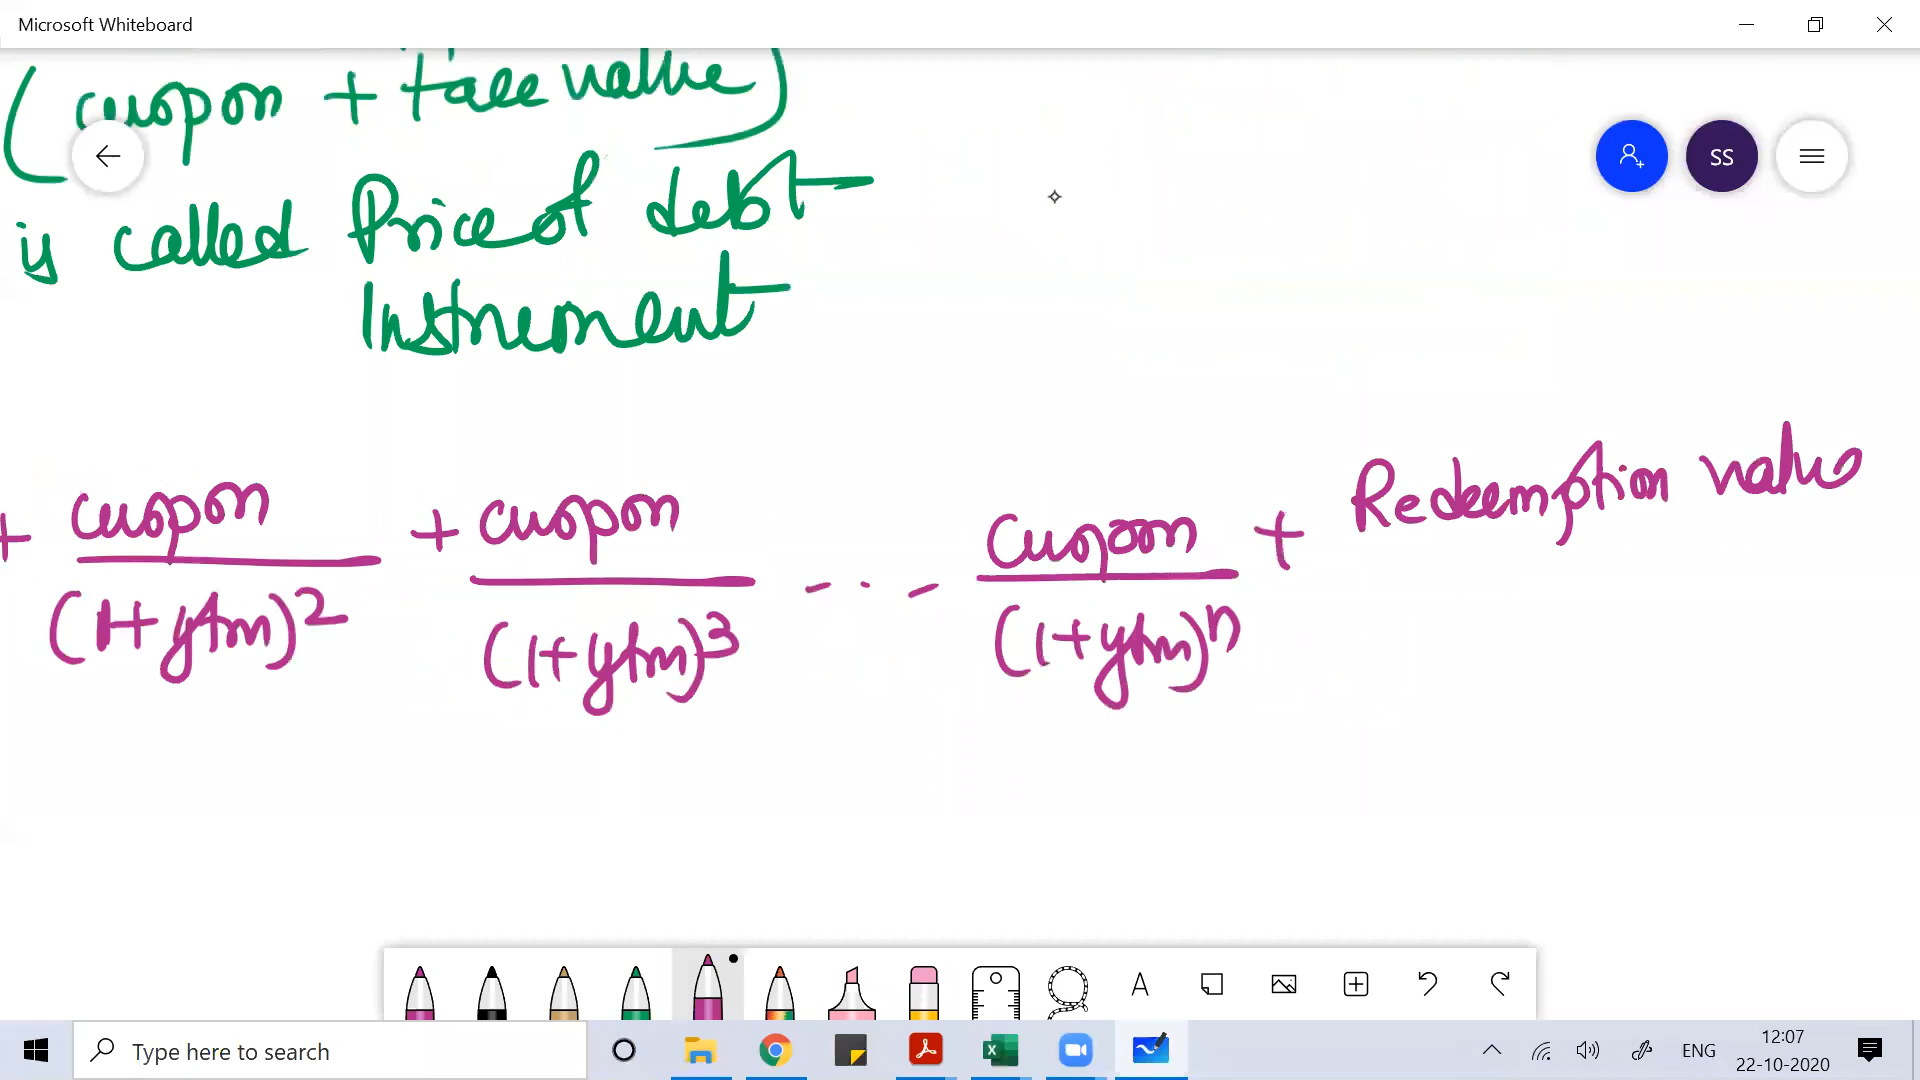 Microsoft Whiteboard
(cuopon + face value)
is called Price of debt
Instrument
SS
+ cuopon + cuopon - - - cuopon + Redemption value
(1+ytm)2 (1+ytm)3 (1+ytm)n
A
Type here to search
ENG
12:07
22-10-2020